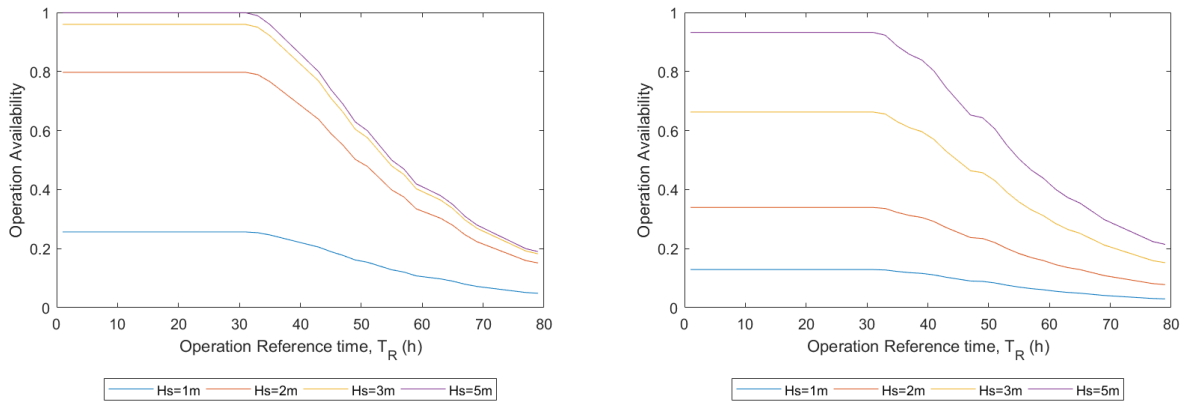 1
0.8
0.6
0.4
0.2
0
Operation Availability
0 10 20 30 40 50 60 70 80
Operation Reference time, T_R (h)
Hs=1m Hs=2m Hs=3m Hs=5m
1
0.8
0.6
0.4
0.2
0
Operation Availability
0 10 20 30 40 50 60 70 80
Operation Reference time, T_R (h)
Hs=1m Hs=2m Hs=3m Hs=5m